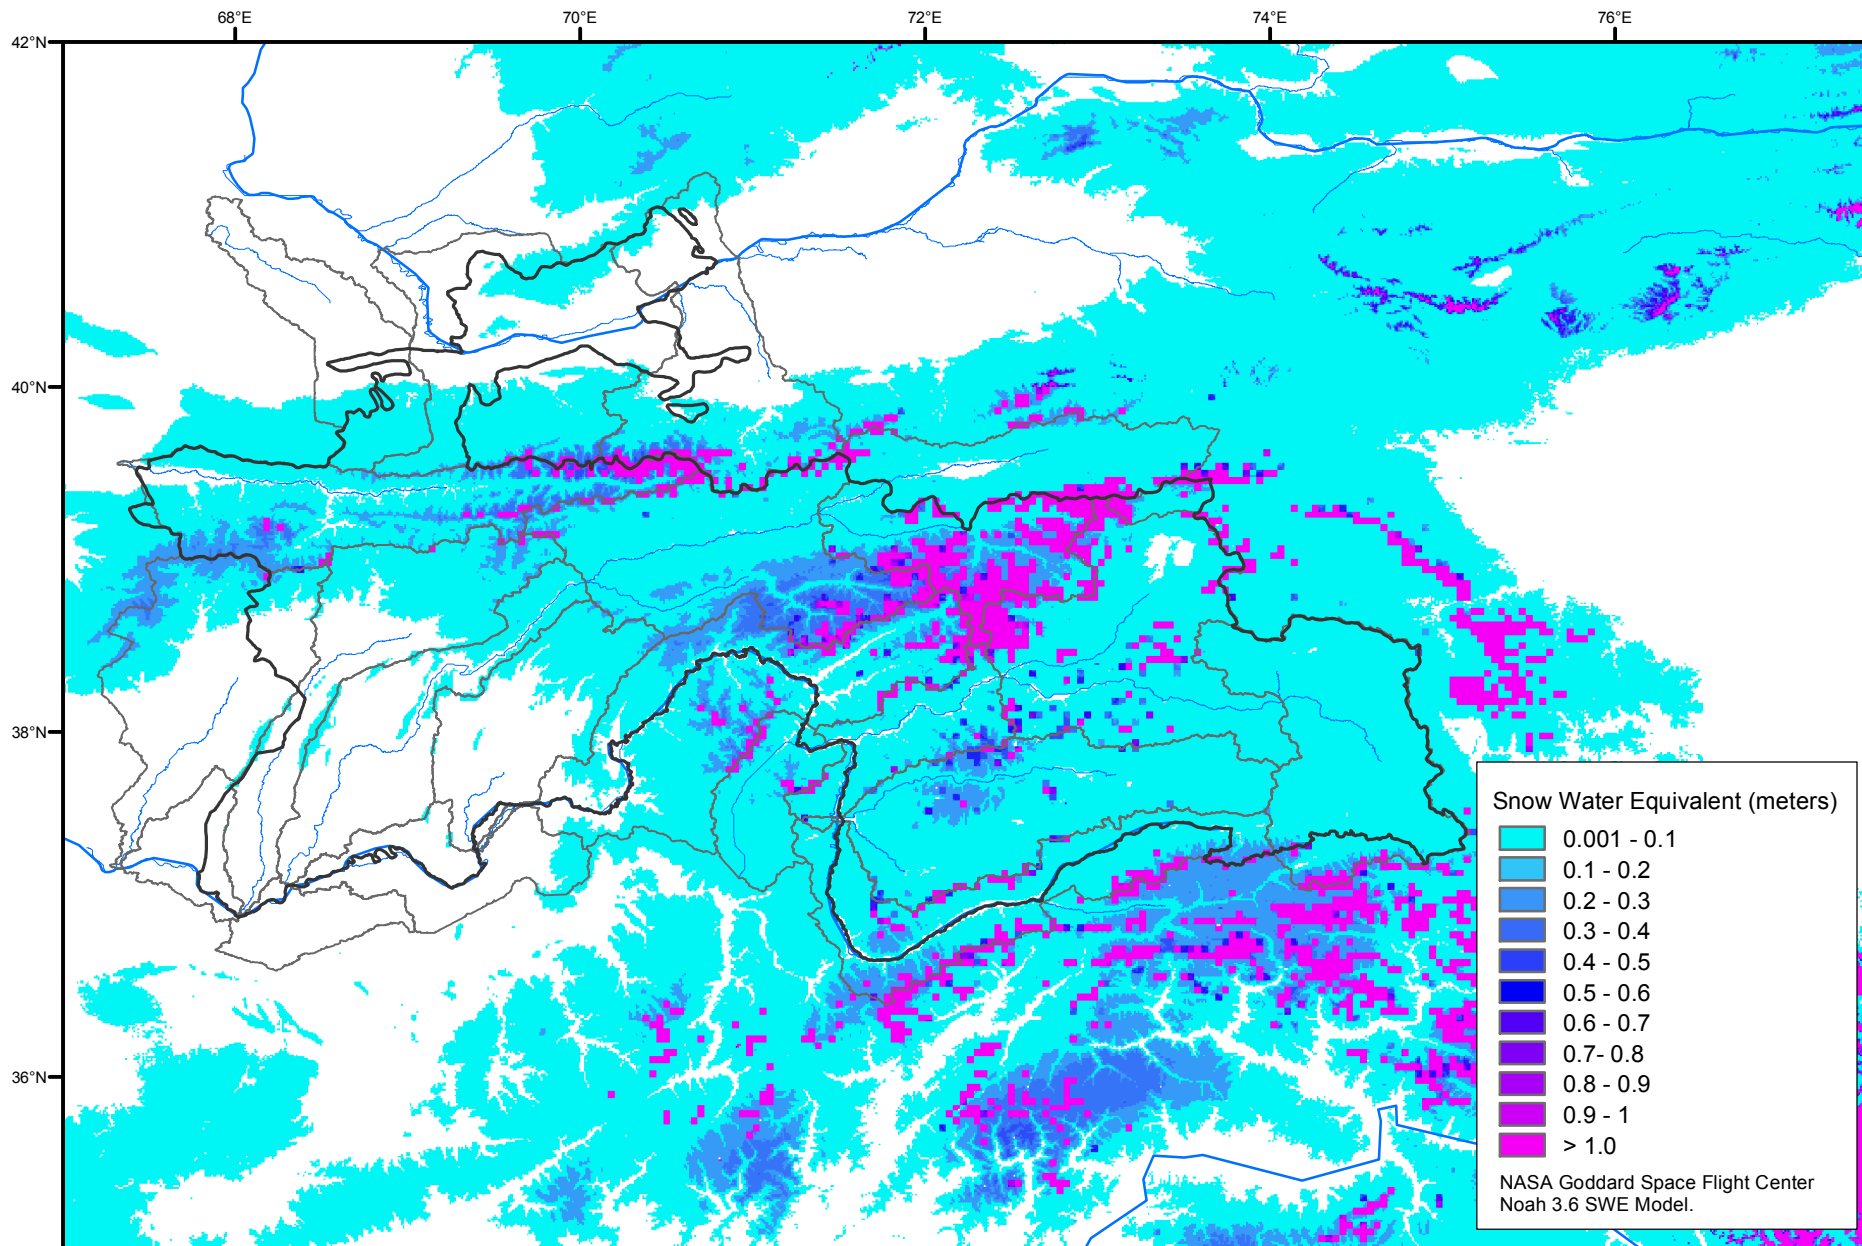 68°E
70°E
72°E
74°E
76°E
42°N
40°N
38°N
36°N
Snow Water Equivalent (meters)
0.001 - 0.1
0.1 - 0.2
0.2 - 0.3
0.3 - 0.4
0.4 - 0.5
0.5 - 0.6
0.6 - 0.7
0.7- 0.8
0.8 - 0.9
0.9 - 1
> 1.0
NASA Goddard Space Flight Center
Noah 3.6 SWE Model.